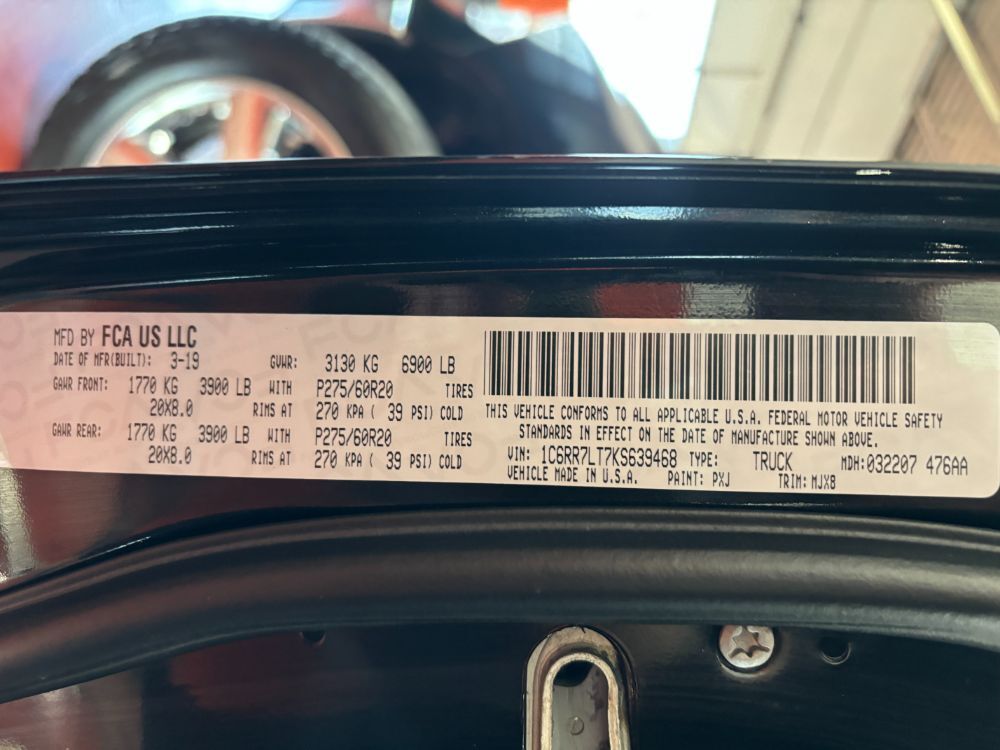 MFD BY FCA US LLC
DATE OF MFR(BUILT): 3-19 GVWR: 3130 KG 6900 LB
GAWR FRONT: 1770 KG 3900 LB WITH P275/60R20 TIRES
20X8.0 RIMS AT 270 KPA ( 39 PSI) COLD
GAWR REAR: 1770 KG 3900 LB WITH P275/60R20 TIRES
20X8.0 RIMS AT 270 KPA ( 39 PSI) COLD
THIS VEHICLE CONFORMS TO ALL APPLICABLE U.S.A. FEDERAL MOTOR VEHICLE SAFETY
STANDARDS IN EFFECT ON THE DATE OF MANUFACTURE SHOWN ABOVE.
VIN: 1C6RR7LT7KS639468 TYPE: TRUCK MDH:032207 476AA
VEHICLE MADE IN U.S.A. PAINT: PXJ TRIM: MJX8